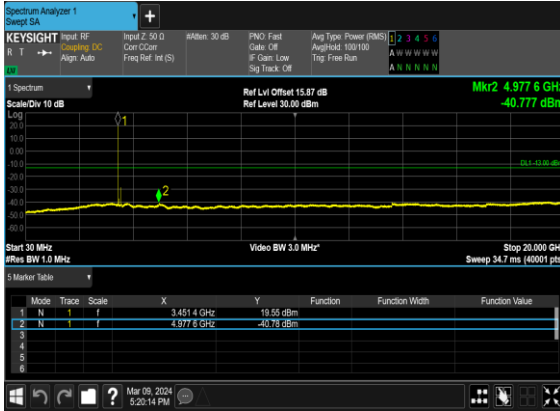 Spectrum Analyzer 1
Swept SA
+
KEYSIGHT
R T
Input: RF
Coupling: DC
Align: Auto
Input Z: 50 Ω
Corr CCorr
Freq Ref: Int (S)
#Atten: 30 dB
PNO: Fast
Gate: Off
IF Gain: Low
Sig Track: Off
Avg Type: Power (RMS)
Avg|Hold: 100/100
Trig: Free Run
1 2 3 4 5 6
A W W W W W
A N N N N N
1 Spectrum
Scale/Div 10 dB
Ref Lvl Offset 15.87 dB
Ref Level 30.00 dBm
Mkr2 4.977 6 GHz
-40.777 dBm
Log
20.0
10.0
0.00
-10.0
-20.0
-30.0
-40.0
-50.0
-60.0
1
2
DL1 -13.00 dBm
Start 30 MHz
#Res BW 1.0 MHz
Video BW 3.0 MHz*
Stop 20.000 GH
Sweep 34.7 ms (40001 pts
5 Marker Table
Mode Trace Scale X Y Function Function Width Function Value
1 N 1 f 3.451 4 GHz 19.55 dBm
2 N 1 f 4.977 6 GHz -40.78 dBm
3
4
5
6
?
Mar 09, 2024
5:20:14 PM